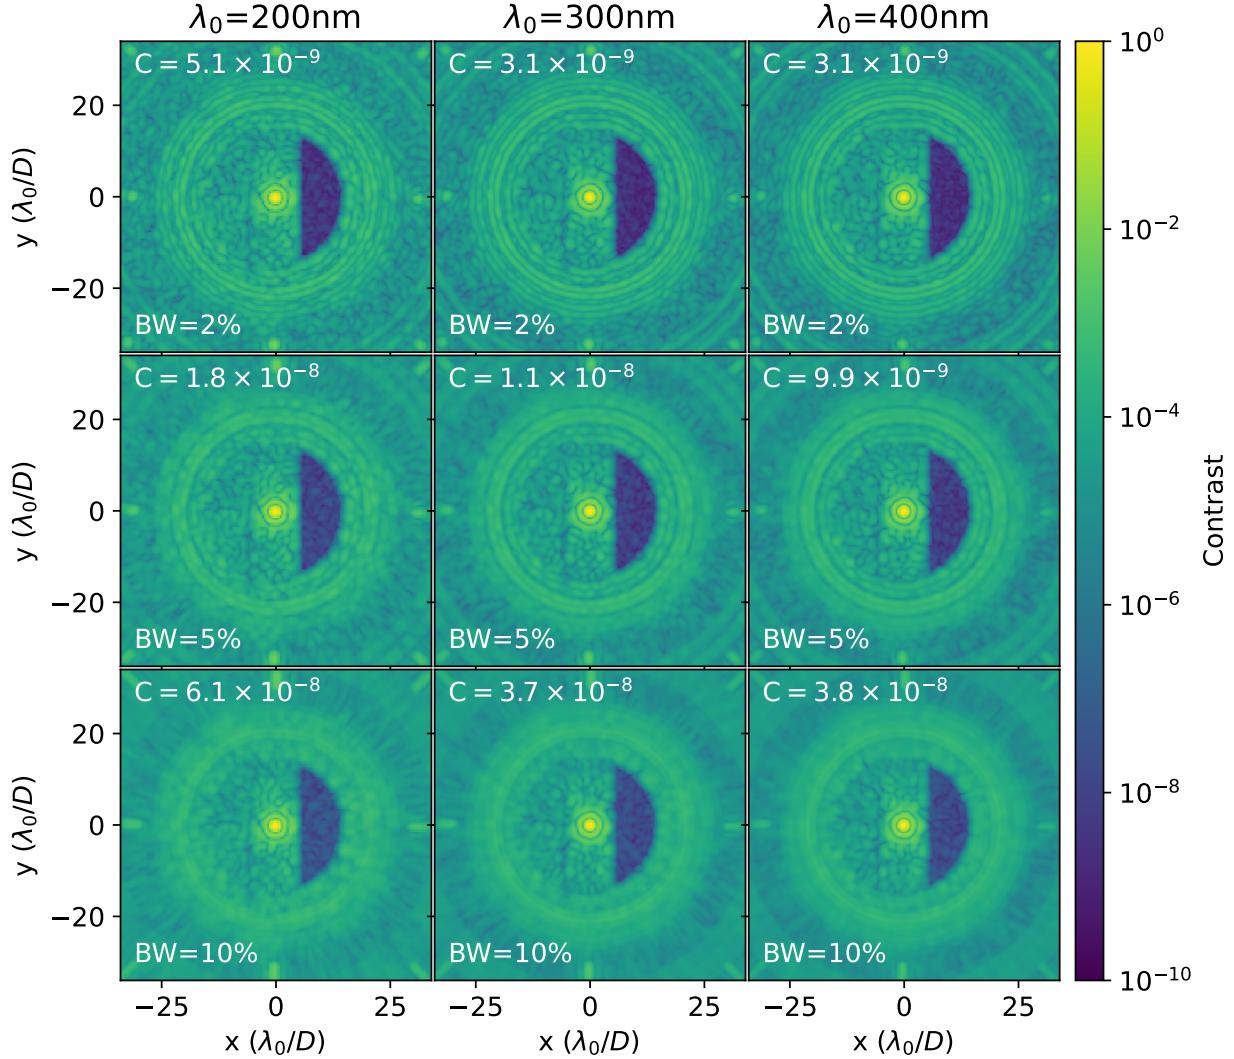 λ₀=200nm λ₀=300nm λ₀=400nm
C = 5.1 × 10⁻⁹ C = 3.1 × 10⁻⁹ C = 3.1 × 10⁻⁹
BW=2% BW=2% BW=2%
20
0
−20
y (λ₀/D)
C = 1.8 × 10⁻⁸ C = 1.1 × 10⁻⁸ C = 9.9 × 10⁻⁹
BW=5% BW=5% BW=5%
20
0
−20
y (λ₀/D)
C = 6.1 × 10⁻⁸ C = 3.7 × 10⁻⁸ C = 3.8 × 10⁻⁸
BW=10% BW=10% BW=10%
20
0
−20
y (λ₀/D)
−25 0 25 −25 0 25 −25 0 25
x (λ₀/D) x (λ₀/D) x (λ₀/D)
10⁰
10⁻²
10⁻⁴
10⁻⁶
10⁻⁸
10⁻¹⁰
Contrast